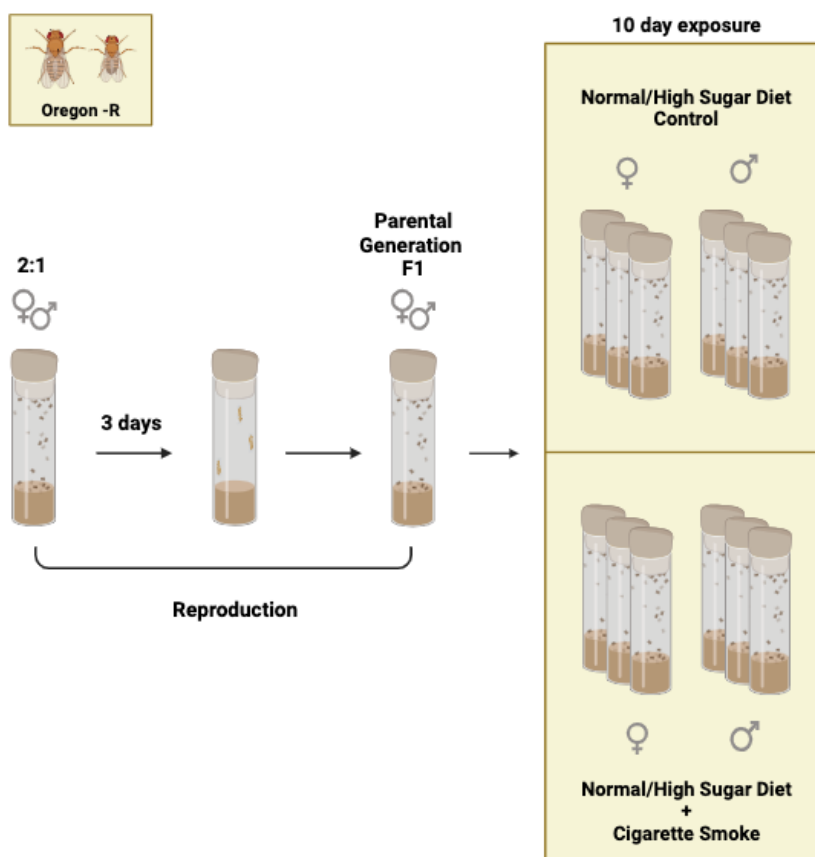 Oregon -R
10 day exposure
Normal/High Sugar Diet
Control
Parental
Generation
F1
2:1
3 days
Reproduction
Normal/High Sugar Diet
+
Cigarette Smoke